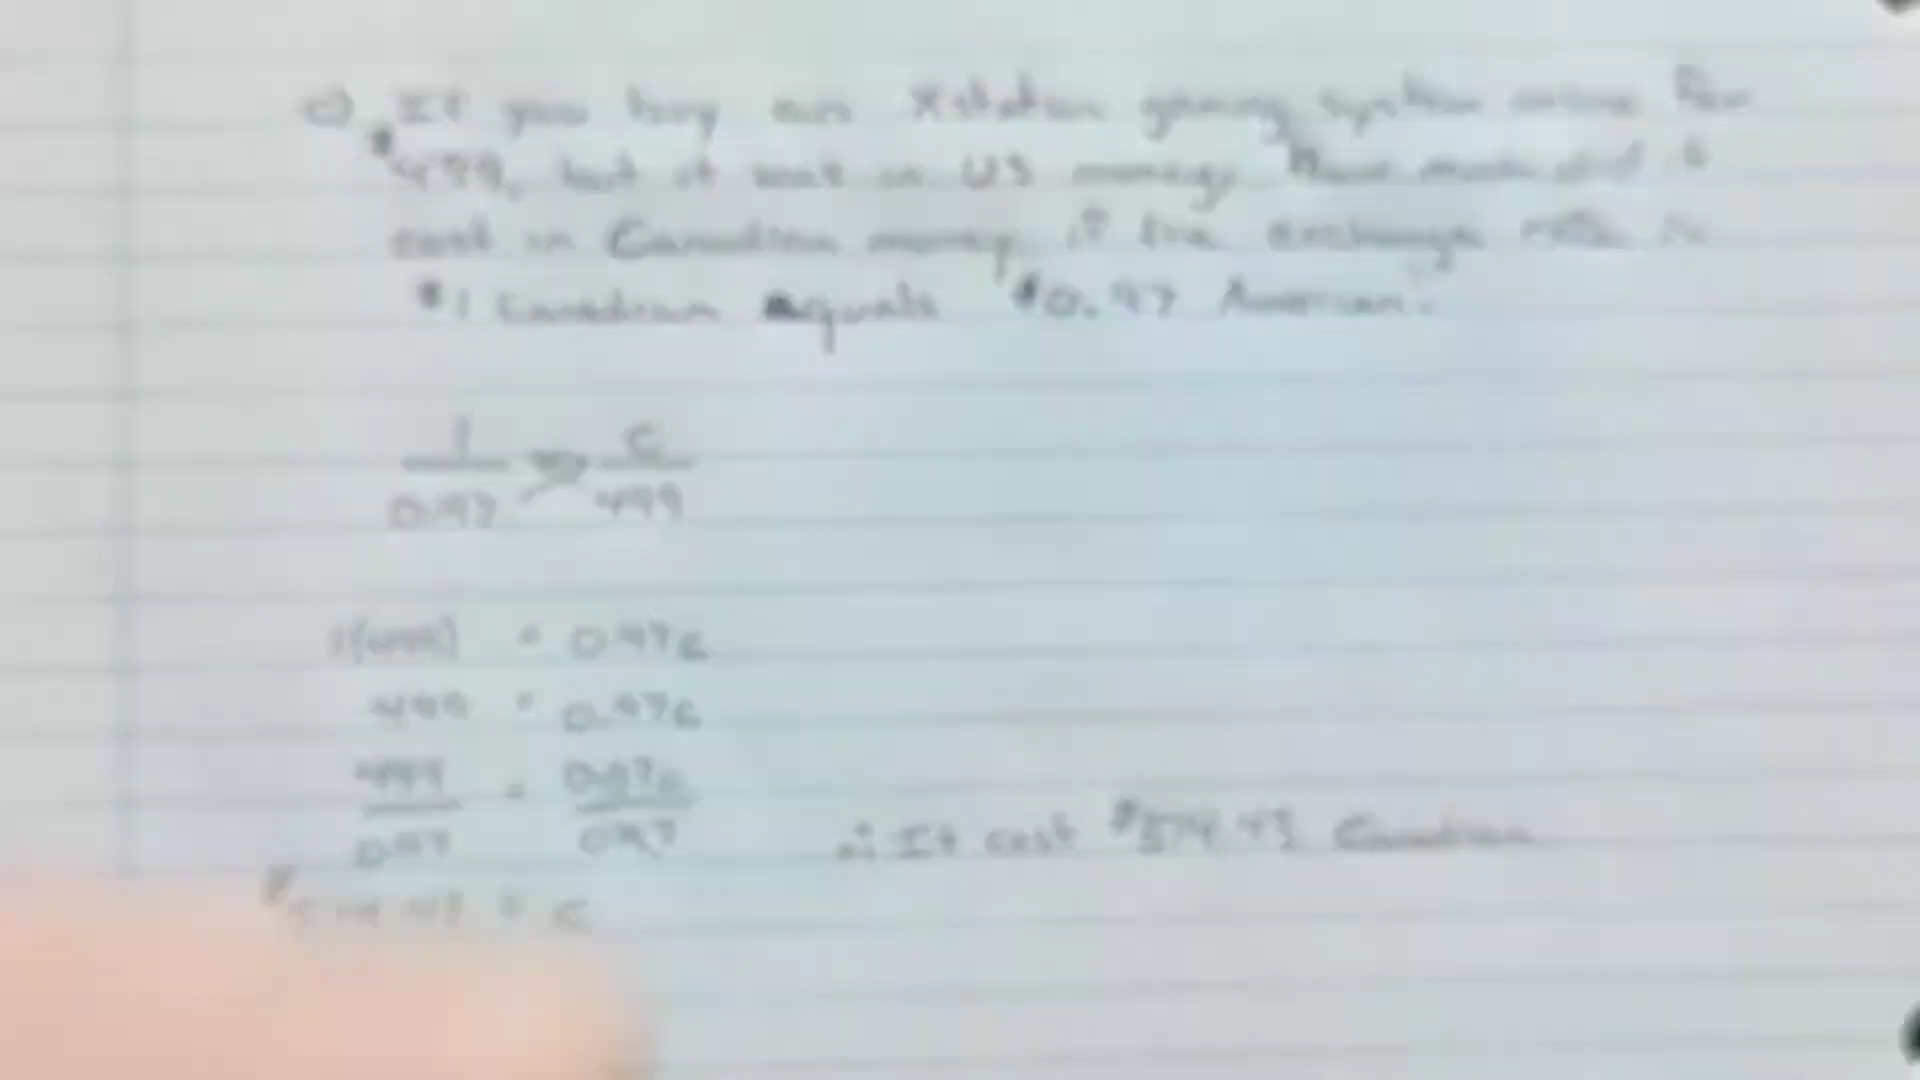 c) If you buy an Xstation gaming system online for
$499, but it was in US money. How much did it
cost in Canadian money, if the exchange rate is
$1 Canadian equals $0.97 American.
1 c
0.97 499
1(499) = 0.97c
499 = 0.97c
499 = 0.97c
0.97 0.97
∴ It cost $514.43 Canadian
$514.43 = c